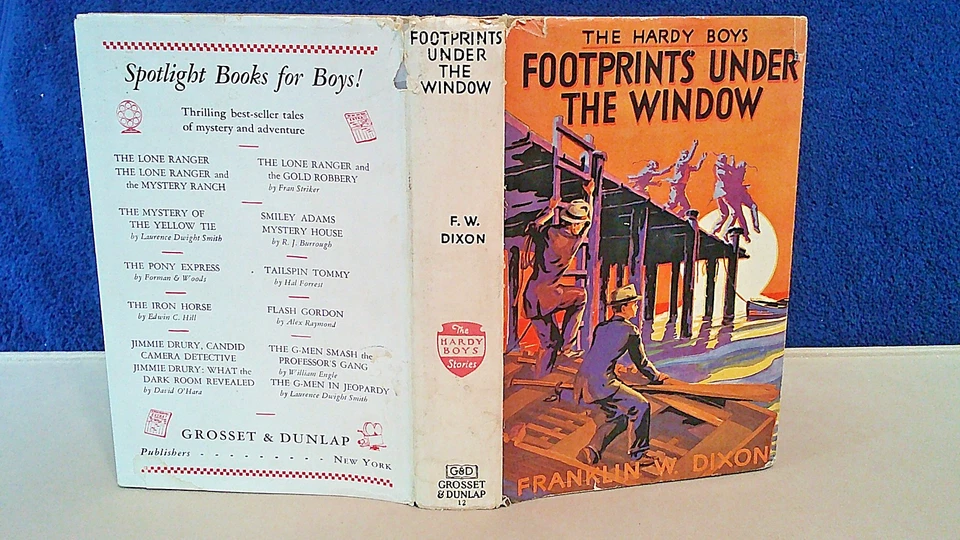 Spotlight Books for Boys!
Thrilling best-seller tales
of mystery and adventure
THE LONE RANGER
THE LONE RANGER and
the MYSTERY RANCH
THE LONE RANGER and
the GOLD ROBBERY
by Fran Striker
THE MYSTERY OF
THE YELLOW TIE
by Laurence Dwight Smith
SMILEY ADAMS
MYSTERY HOUSE
by R. J. Burrough
THE PONY EXPRESS
by Forman & Woods
TAILSPIN TOMMY
by Hal Forrest
THE IRON HORSE
by Edwin C. Hill
FLASH GORDON
by Alex Raymond
JIMMIE DRURY, CANDID
CAMERA DETECTIVE
JIMMIE DRURY: WHAT the
DARK ROOM REVEALED
by David O'Hara
THE G-MEN SMASH the
PROFESSOR'S GANG
by William Engle
THE G-MEN IN JEOPARDY
by Laurence Dwight Smith
GROSSET & DUNLAP
Publishers - - - - - - - - - NEW YORK
FOOTPRINTS
UNDER
THE
WINDOW
F. W.
DIXON
The
HARDY
BOYS
Stories
G&D
GROSSET
& DUNLAP
12
THE HARDY BOYS
FOOTPRINTS UNDER
THE WINDOW
FRANKLIN W. DIXON